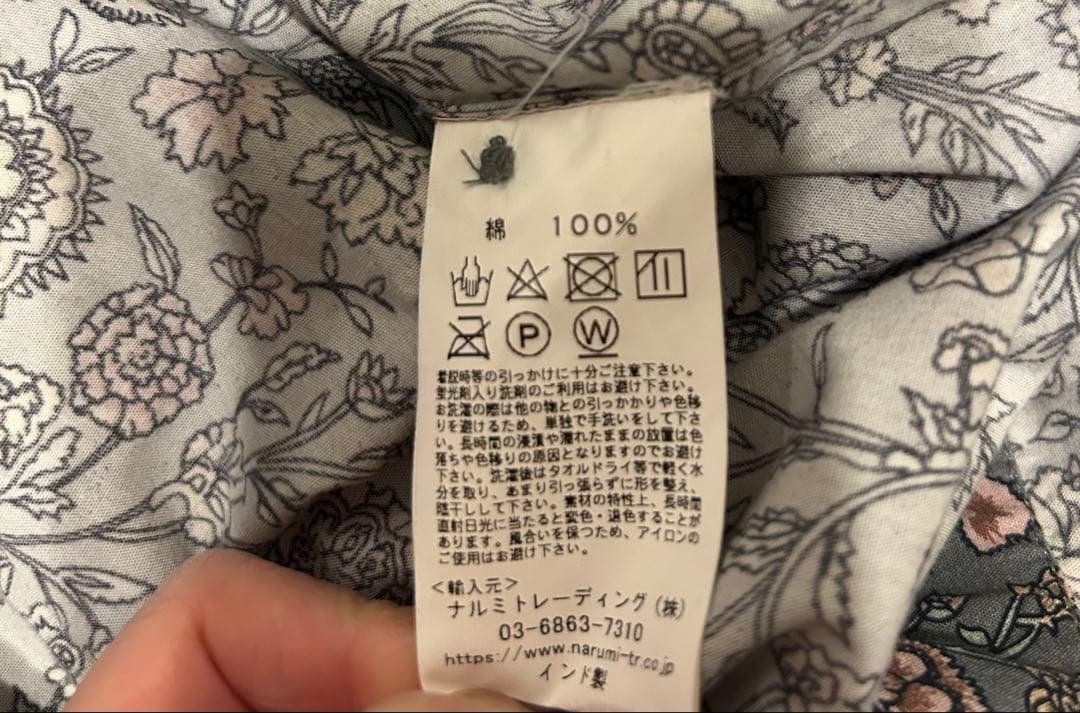 綿 100%
P W
着脱時等の引っかけに十分ご注意下さい。
蛍光剤入り洗剤のご利用はお避け下さい。
お洗濯の際は他の物との引っかかりや色移
りを避けるため、単独で手洗いをして下さ
い。長時間の浸漬や濡れたままの放置は色
落ちや色移りの原因となりますのでお避け
下さい。洗濯後はタオルドライ等で軽く水
分を取り、あまり引っ張らずに形を整え、
陰干しして下さい。素材の特性上、長時間
直射日光に当たると変色・退色することが
あります。風合いを保つため、アイロンの
ご使用はお避け下さい。
<輸入元>
ナルミトレーディング(株)
03-6863-7310
https://www.narumi-tr.co.jp
インド製